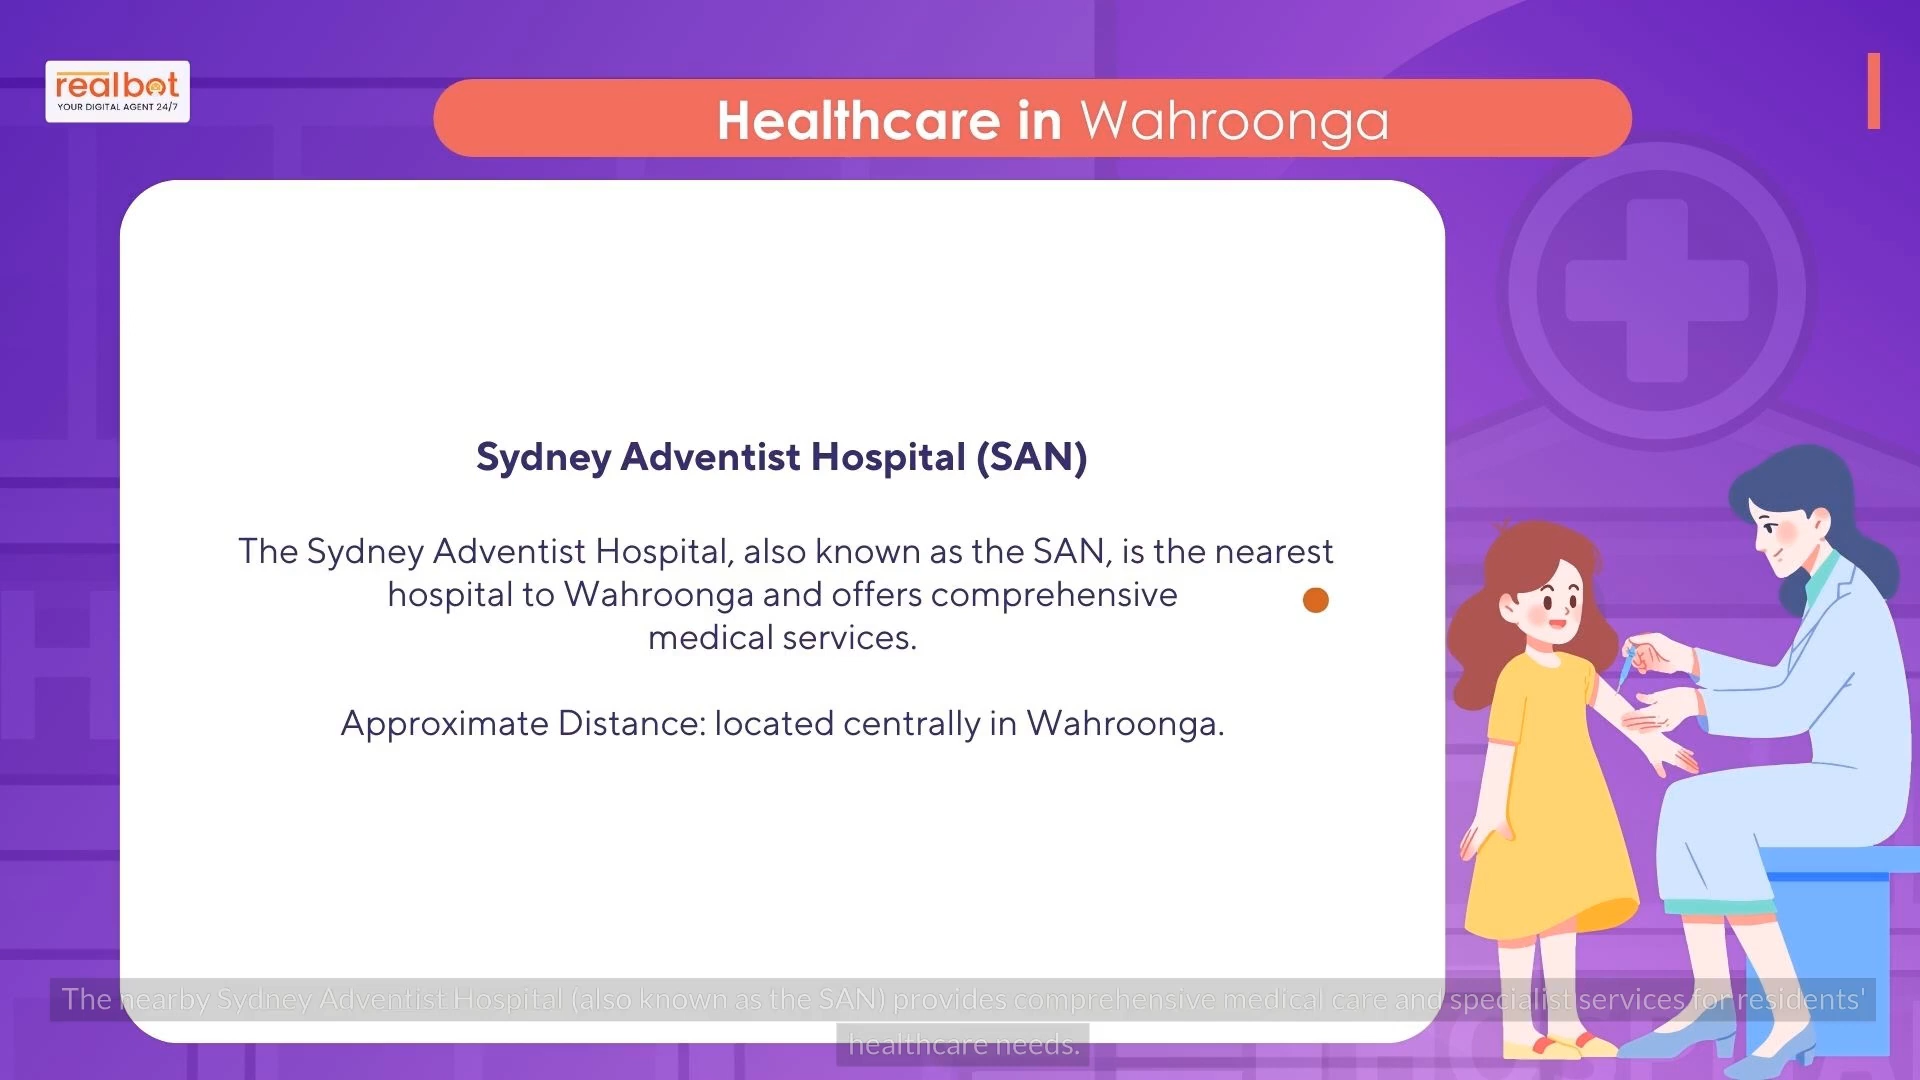 realbot
YOUR DIGITAL AGENT 24/7
Healthcare in Wahroonga
Sydney Adventist Hospital (SAN)
The Sydney Adventist Hospital, also known as the SAN, is the nearest
hospital to Wahroonga and offers comprehensive
medical services.
Approximate Distance: located centrally in Wahroonga.
The nearby Sydney Adventist Hospital (also known as the SAN) provides comprehensive medical care and specialist services for residents'
healthcare needs.